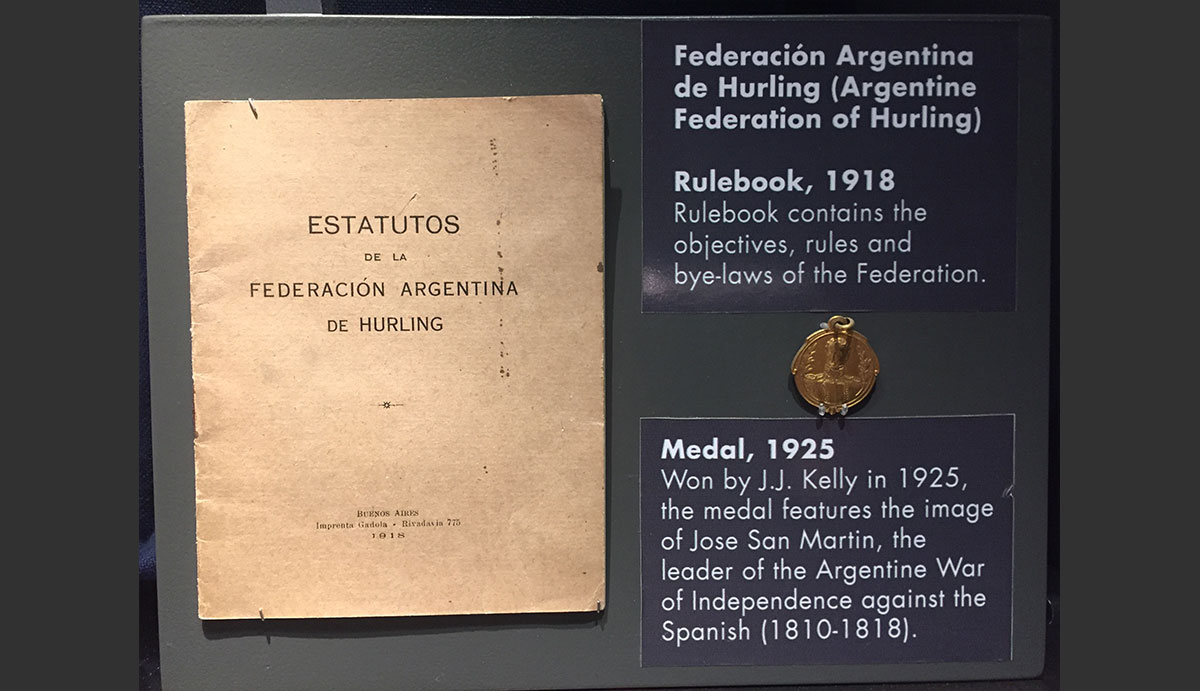 ESTATUTOS
DE LA
FEDERACIÓN ARGENTINA
DE HURLING
BUENOS AIRES
Imprenta Gadola - Rivadavia 775
1918
Federación Argentina
de Hurling (Argentine
Federation of Hurling)
Rulebook, 1918
Rulebook contains the
objectives, rules and
bye-laws of the Federation.
Medal, 1925
Won by J.J. Kelly in 1925,
the medal features the image
of Jose San Martin, the
leader of the Argentine War
of Independence against the
Spanish (1810-1818).